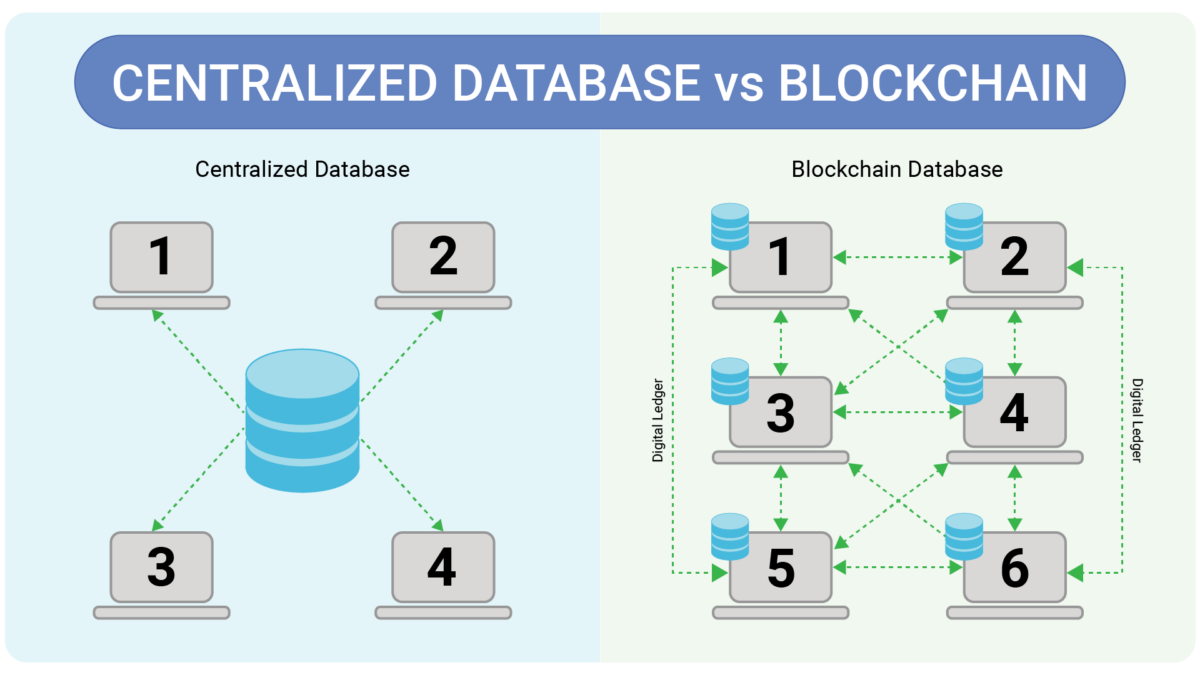 CENTRALIZED DATABASE vs BLOCKCHAIN
Centralized Database
1
2
3
4
Blockchain Database
1
2
3
4
5
6
Digital Ledger
Digital Ledger